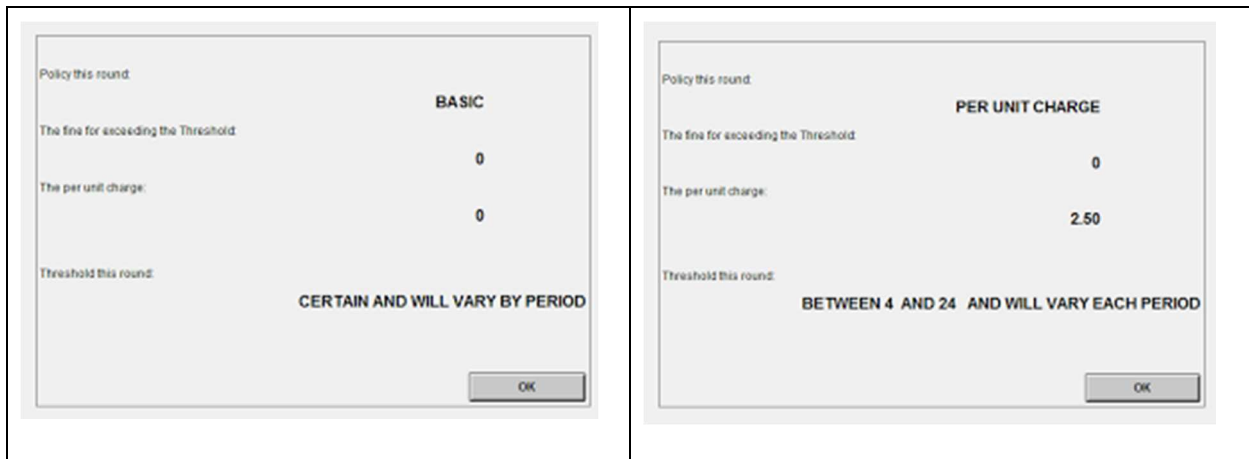 Policy this round:
BASIC
The fine for exceeding the Threshold:
0
The per unit charge:
0
Threshold this round:
CERTAIN AND WILL VARY BY PERIOD
OK
Policy this round:
PER UNIT CHARGE
The fine for exceeding the Threshold:
0
The per unit charge:
2.50
Threshold this round:
BETWEEN 4 AND 24 AND WILL VARY EACH PERIOD
OK